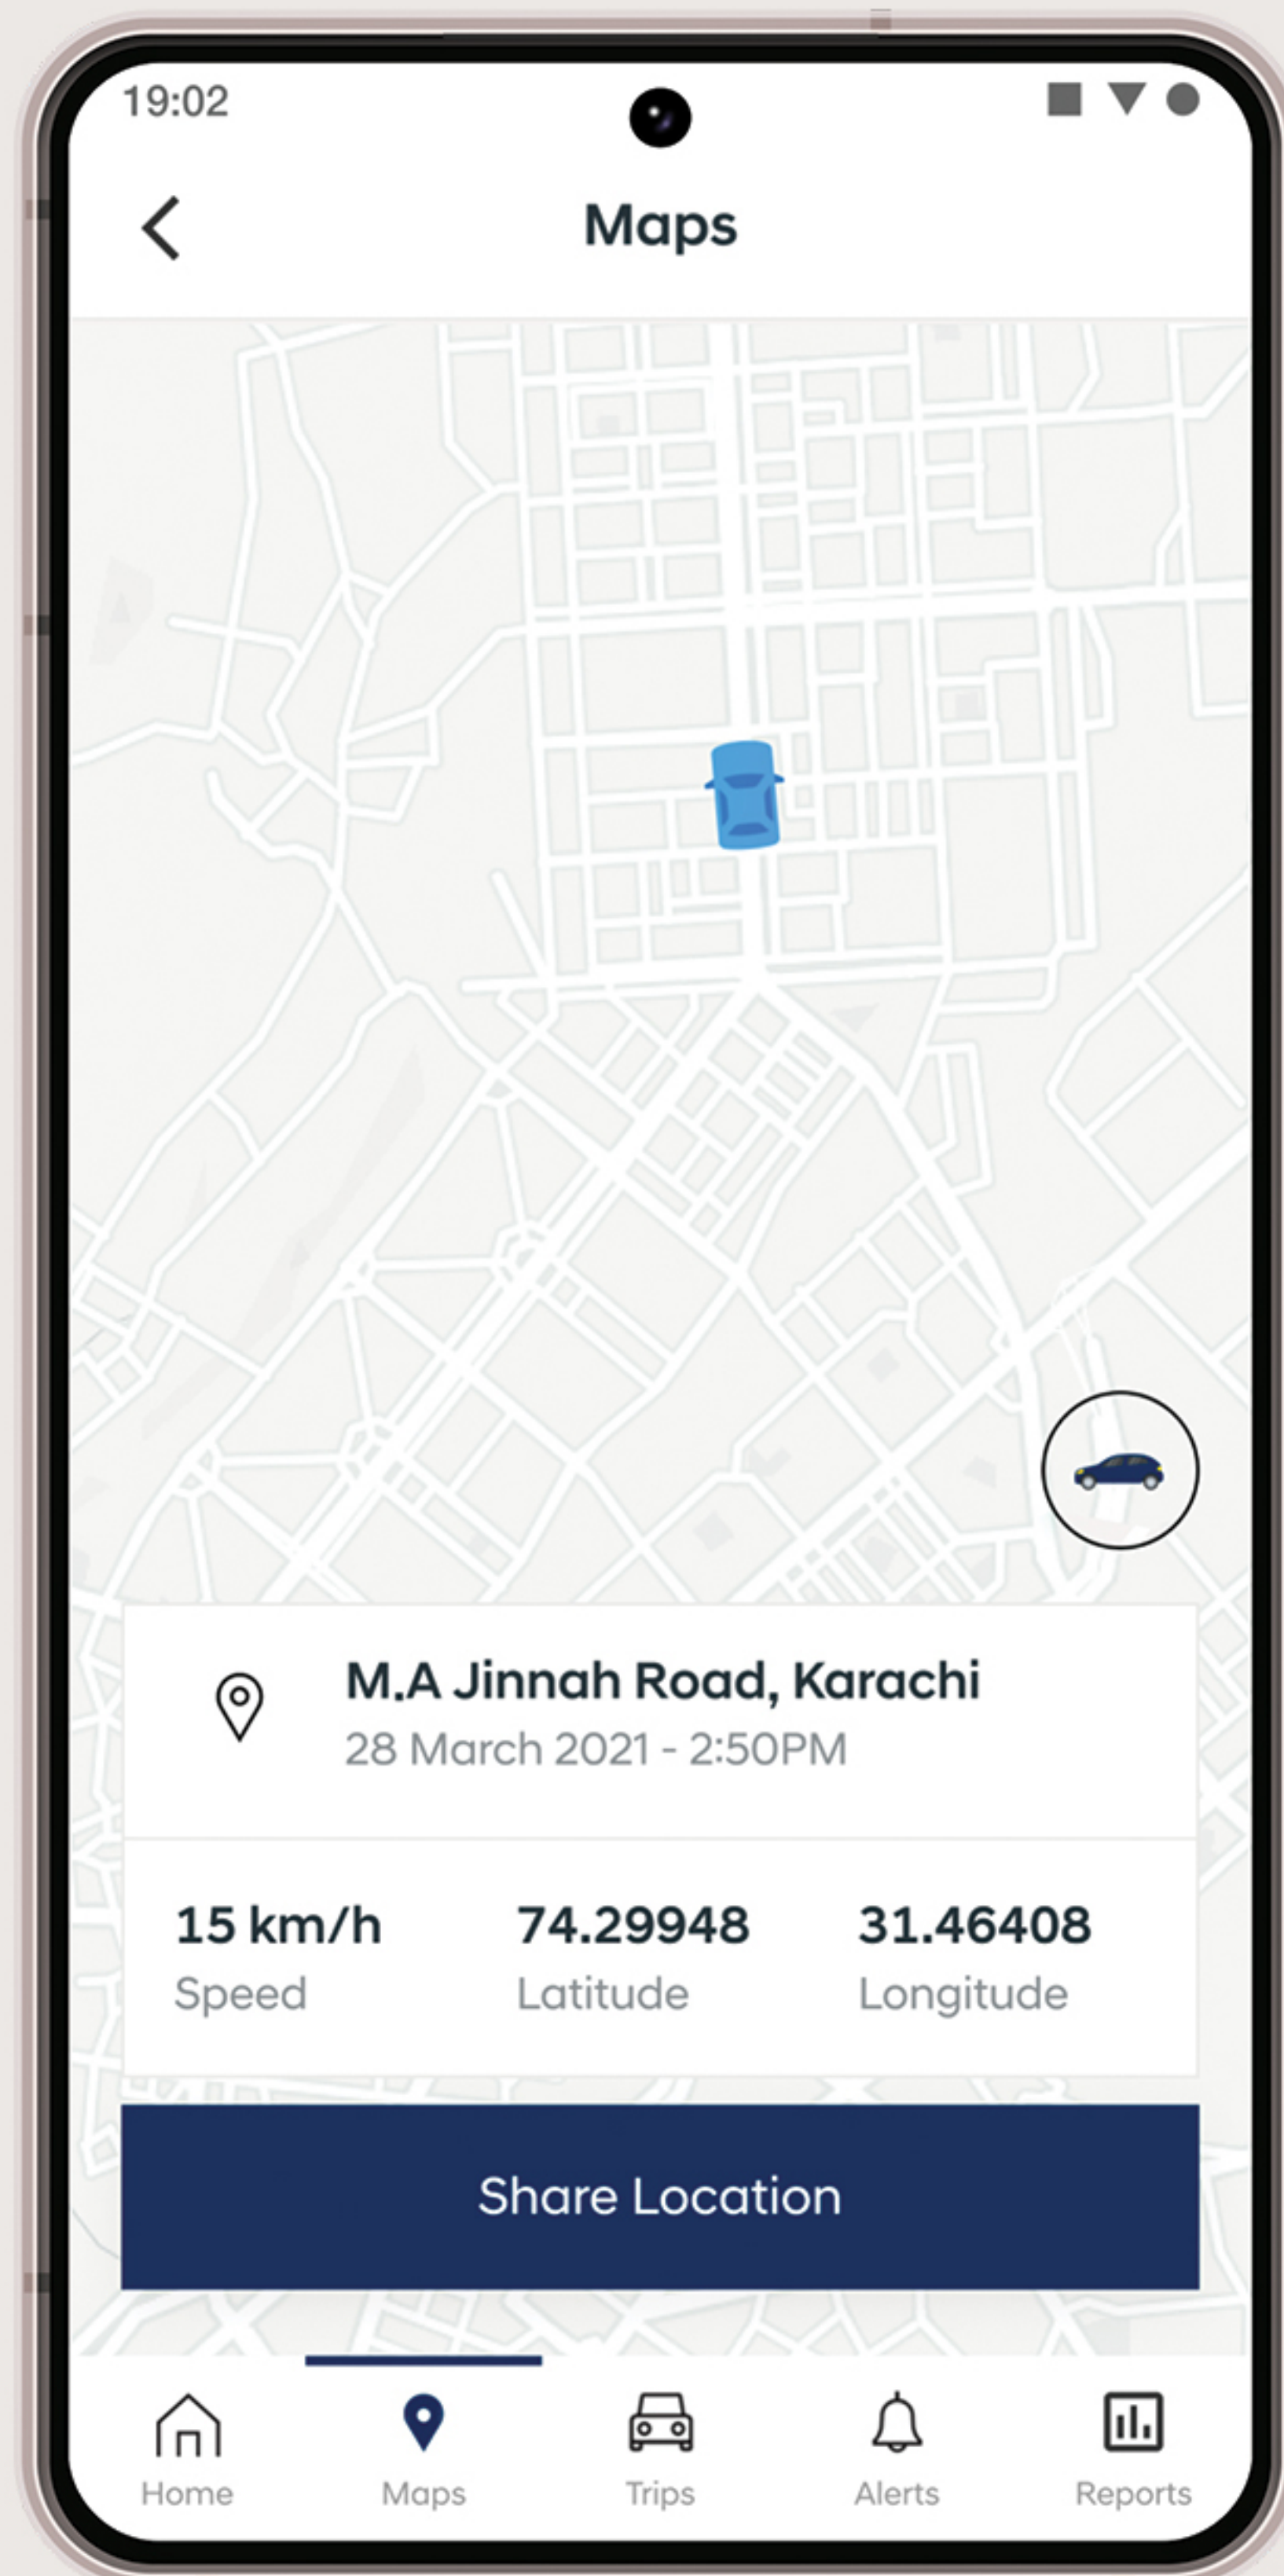 19:02
Maps
M.A Jinnah Road, Karachi
28 March 2021 - 2:50PM
15 km/h 74.29948 31.46408
Speed Latitude Longitude
Share Location
Home Maps Trips Alerts Reports